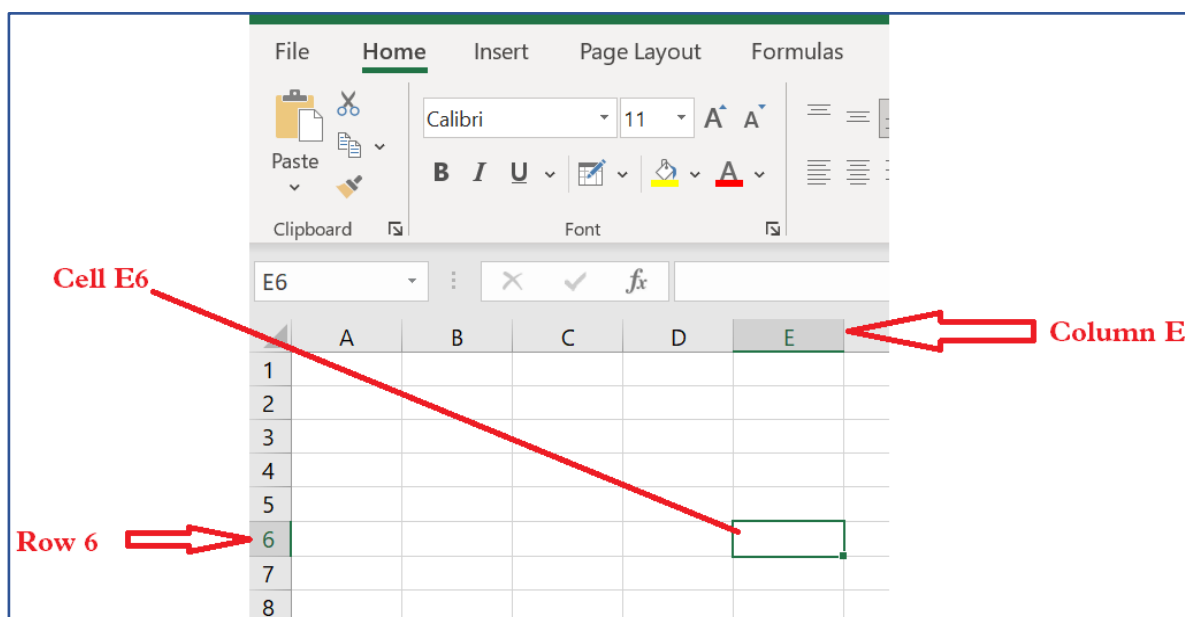 File Home Insert Page Layout Formulas
Calibri 11 A A
Paste
B I U A
Clipboard Font
Cell E6
E6 fx
A B C D E
Column E
1
2
3
4
5
Row 6
6
7
8